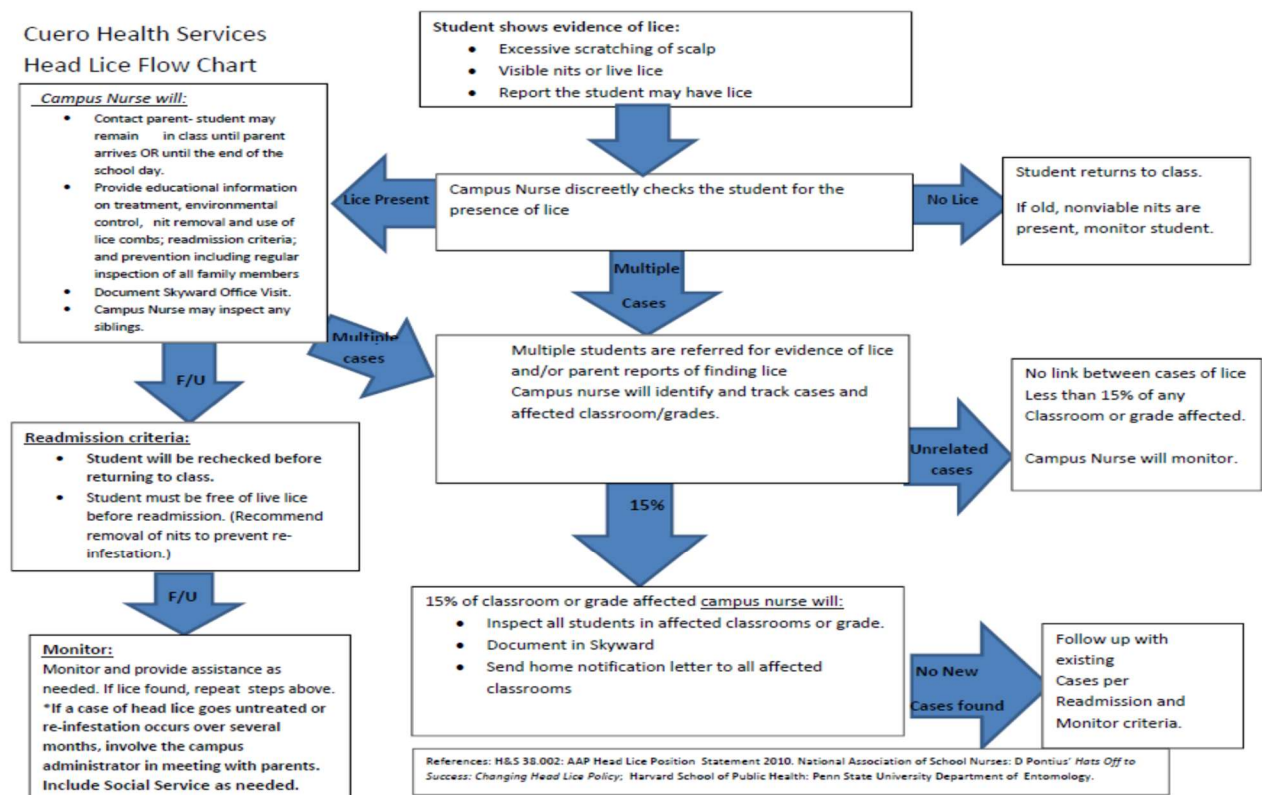 Cuero Health Services
Head Lice Flow Chart
Student shows evidence of lice:
• Excessive scratching of scalp
• Visible nits or live lice
• Report the student may have lice
Campus Nurse will:
• Contact parent- student may
remain in class until parent
arrives OR until the end of the
school day.
• Provide educational information
on treatment, environmental
control, nit removal and use of
lice combs; readmission criteria;
and prevention including regular
inspection of all family members
• Document Skyward Office Visit.
• Campus Nurse may inspect any
siblings.
Lice Present
Campus Nurse discreetly checks the student for the
presence of lice
No Lice
Student returns to class.
If old, nonviable nits are
present, monitor student.
Multiple
Cases
Multiple
cases
F/U
Multiple students are referred for evidence of lice
and/or parent reports of finding lice
Campus nurse will identify and track cases and
affected classroom/grades.
Unrelated
cases
No link between cases of lice
Less than 15% of any
Classroom or grade affected.
Campus Nurse will monitor.
Readmission criteria:
• Student will be rechecked before
returning to class.
• Student must be free of live lice
before readmission. (Recommend
removal of nits to prevent re-
infestation.)
15%
F/U
15% of classroom or grade affected campus nurse will:
• Inspect all students in affected classrooms or grade.
• Document in Skyward
• Send home notification letter to all affected
classrooms
No New
Cases found
Follow up with
existing
Cases per
Readmission and
Monitor criteria.
Monitor:
Monitor and provide assistance as
needed. If lice found, repeat steps above.
*If a case of head lice goes untreated or
re-infestation occurs over several
months, involve the campus
administrator in meeting with parents.
Include Social Service as needed.
References: H&S 38.002: AAP Head Lice Position Statement 2010. National Association of School Nurses: D Pontius' Hats Off to
Success: Changing Head Lice Policy; Harvard School of Public Health: Penn State University Department of Entomology.